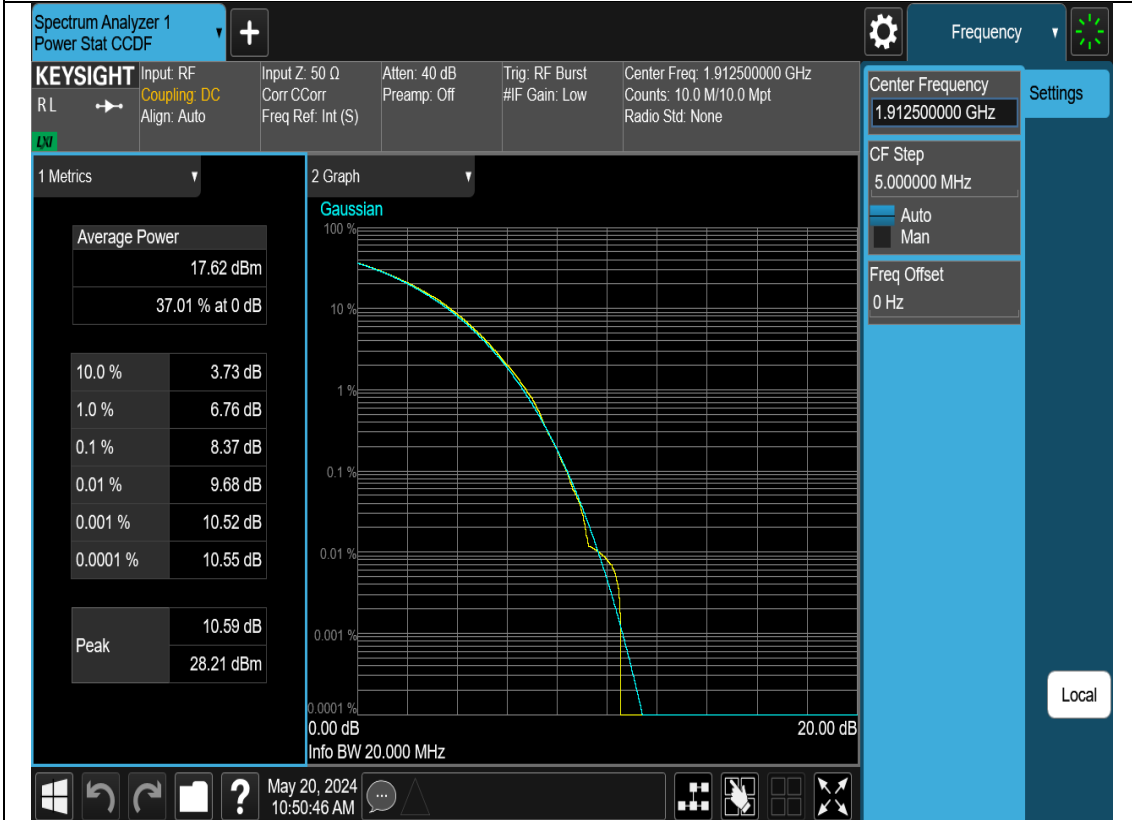 Spectrum Analyzer 1
Power Stat CCDF
+
Frequency
KEYSIGHT
RL
LXI
Input: RF
Coupling: DC
Align: Auto
Input Z: 50 Ω
Corr CCorr
Freq Ref: Int (S)
Atten: 40 dB
Preamp: Off
Trig: RF Burst
#IF Gain: Low
Center Freq: 1.912500000 GHz
Counts: 10.0 M/10.0 Mpt
Radio Std: None
Center Frequency
1.912500000 GHz
Settings
CF Step
5.000000 MHz
Auto
Man
Freq Offset
0 Hz
Local
1 Metrics
Average Power
17.62 dBm
37.01 % at 0 dB
10.0 % 3.73 dB
1.0 % 6.76 dB
0.1 % 8.37 dB
0.01 % 9.68 dB
0.001 % 10.52 dB
0.0001 % 10.55 dB
Peak
10.59 dB
28.21 dBm
2 Graph
Gaussian
100 %
10 %
1 %
0.1 %
0.01 %
0.001 %
0.0001 %
0.00 dB 20.00 dB
Info BW 20.000 MHz
?
May 20, 2024
10:50:46 AM